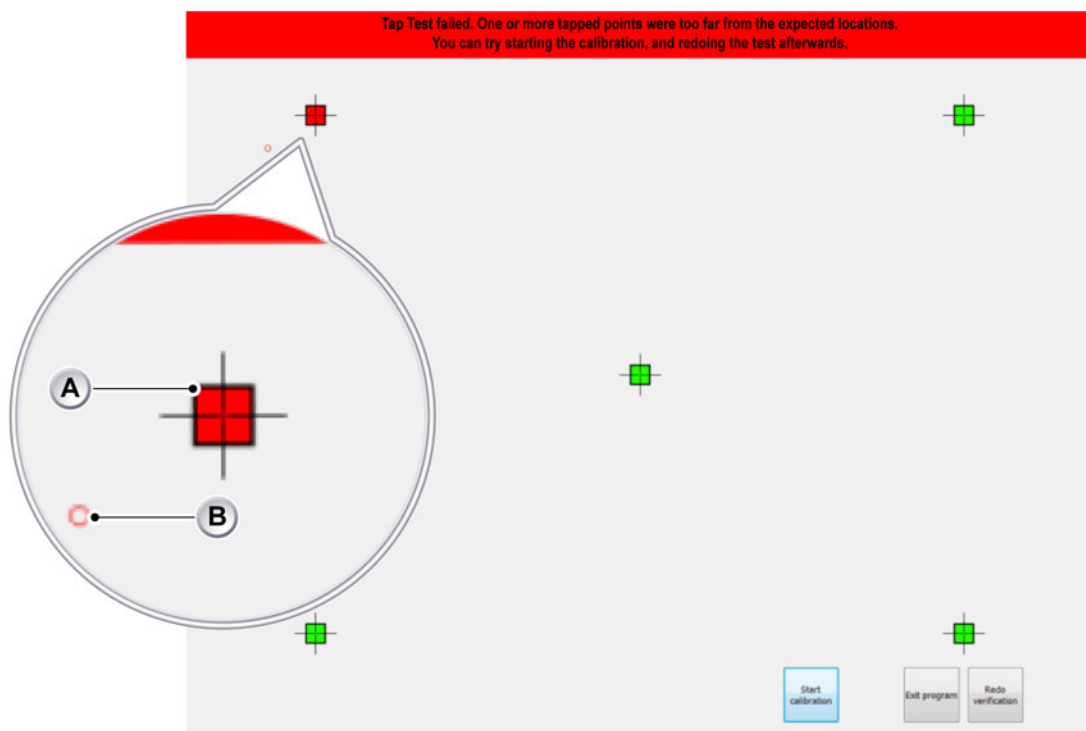 Tap Test failed. One or more tapped points were too far from the expected locations.
You can try starting the calibration, and redoing the test afterwards.
A
B
Start
calibration
Exit program
Redo
verification